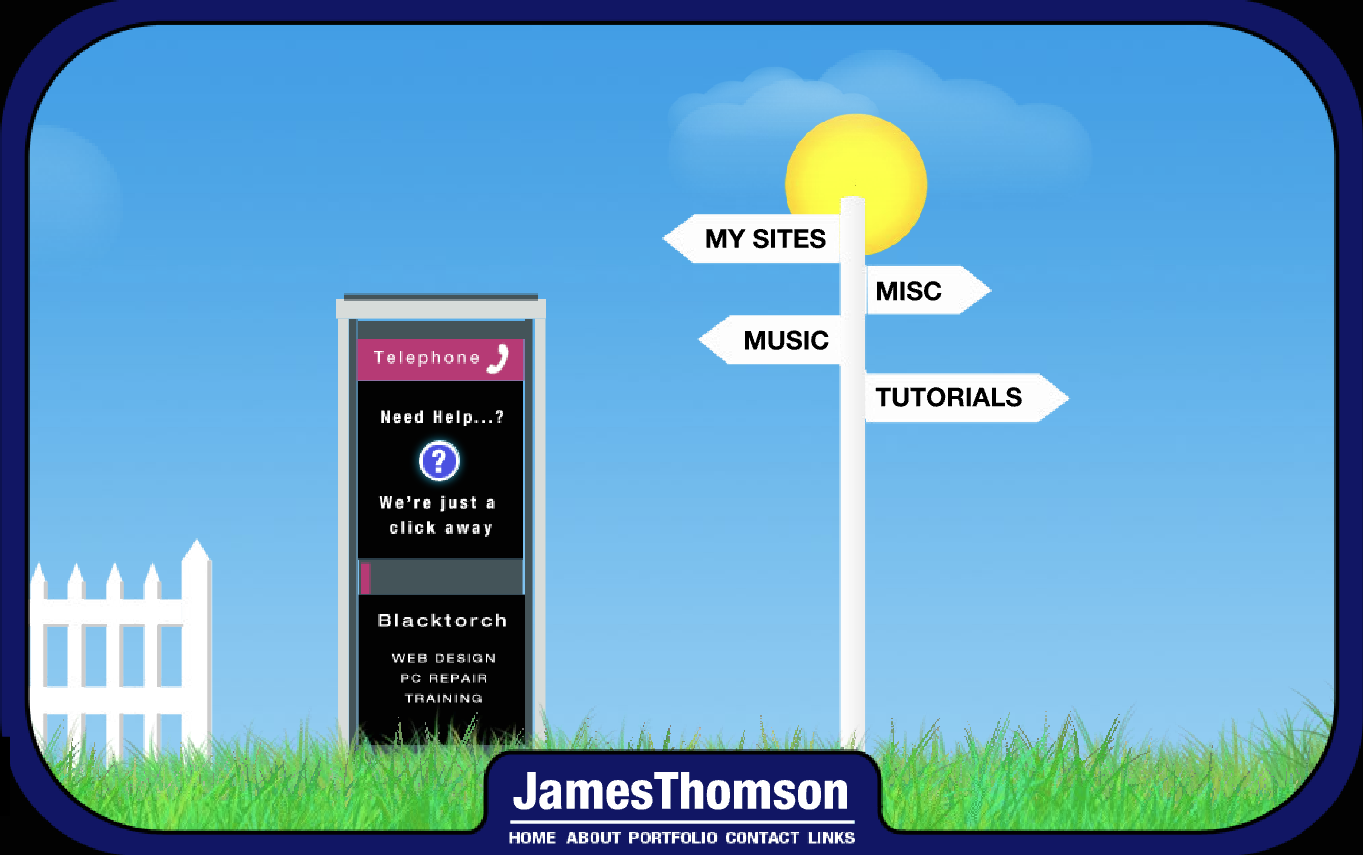 MY SITES
MISC
MUSIC
TUTORIALS
Telephone
Need Help...?
?
We're just a
click away
Blacktorch
WEB DESIGN
PC REPAIR
TRAINING
JamesThomson
HOME ABOUT PORTFOLIO CONTACT LINKS